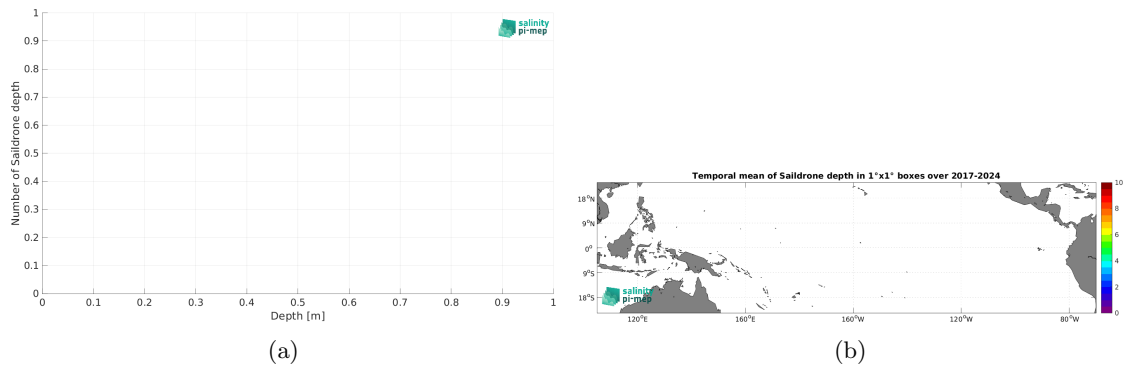 1
0.9
0.8
0.7
0.6
0.5
0.4
0.3
0.2
0.1
0
Number of Saildrone depth
0 0.1 0.2 0.3 0.4 0.5 0.6 0.7 0.8 0.9 1
Depth [m]
salinity
pi-mep
(a)
Temporal mean of Saildrone depth in 1°x1° boxes over 2017-2024
18°N
9°N
0°
9°S
18°S
120°E 160°E 160°W 120°W 80°W
10
8
6
4
2
0
salinity
pi-mep
(b)